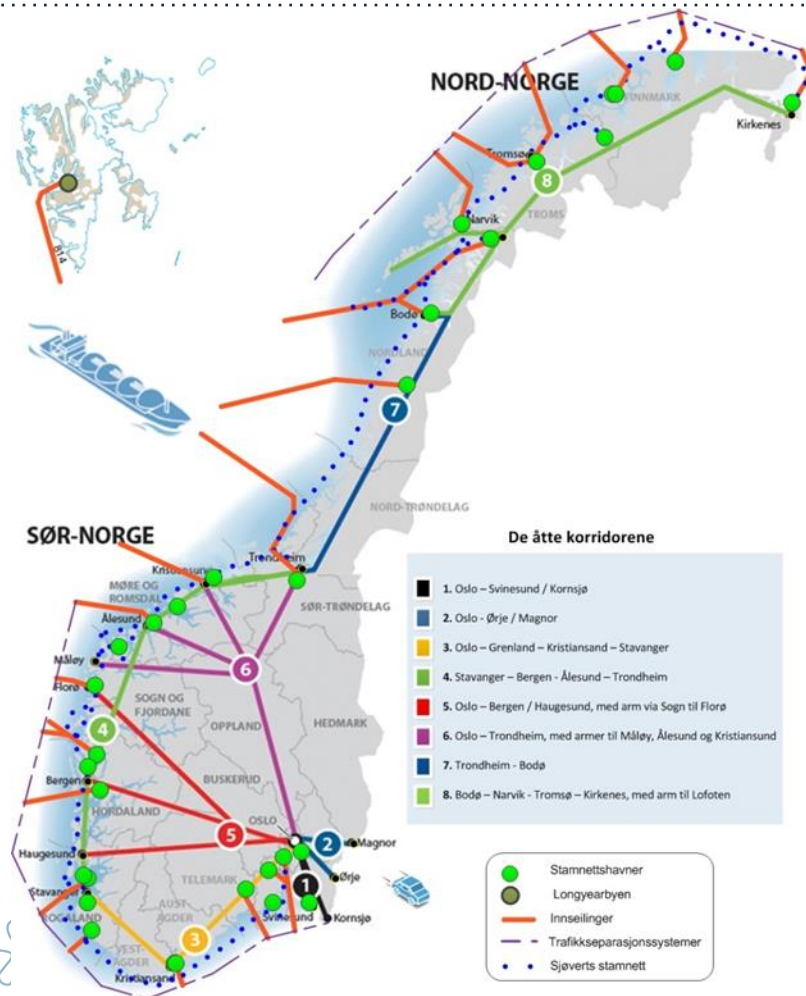 NORD-NORGE
FINNMARK
Kirkenes
Tromsø
8
TROMS
Narvik
814
Bodø
NORDLAND
7
NORD-TRØNDELAG
SØR-NORGE
Trondheim
Kristiansund
MØRE OG
ROMSDAL
SØR-TRØNDELAG
Ålesund
6
Måløy
SOGN OG
FJORDANE
Florø
OPPLAND
HEDMARK
4
BUSKERUD
Bergen
HORDALAND
OSLO
5
2
Magnor
Haugesund
TELEMARK
Ørje
1
Stavanger
AUST-
AGDER
Svinesund
Kornsjø
ROGALAND
3
VEST-
AGDER
Kristiansand
De åtte korridorene
1. Oslo – Svinesund / Kornsjø
2. Oslo - Ørje / Magnor
3. Oslo – Grenland – Kristiansand – Stavanger
4. Stavanger – Bergen - Ålesund – Trondheim
5. Oslo – Bergen / Haugesund, med arm via Sogn til Florø
6. Oslo – Trondheim, med armer til Måløy, Ålesund og Kristiansund
7. Trondheim - Bodø
8. Bodø – Narvik - Tromsø – Kirkenes, med arm til Lofoten
Stamnettshavner
Longyearbyen
Innseilinger
Trafikkseparasjonssystemer
Sjøverts stamnett